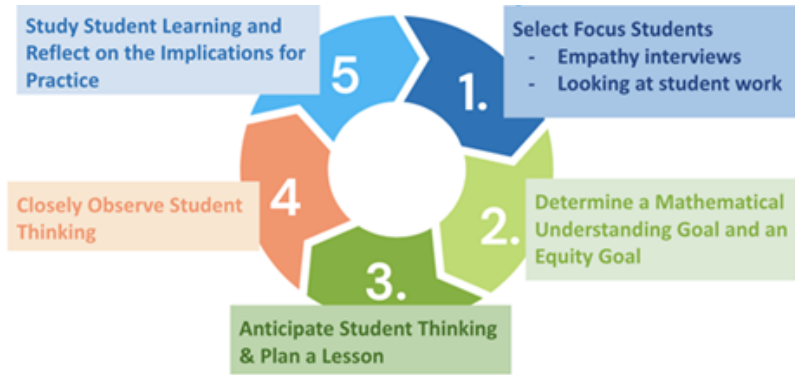 1.
Select Focus Students
- Empathy interviews
- Looking at student work
2.
Determine a Mathematical
Understanding Goal and an
Equity Goal
3.
Anticipate Student Thinking
& Plan a Lesson
4
Closely Observe Student
Thinking
5
Study Student Learning and
Reflect on the Implications for
Practice